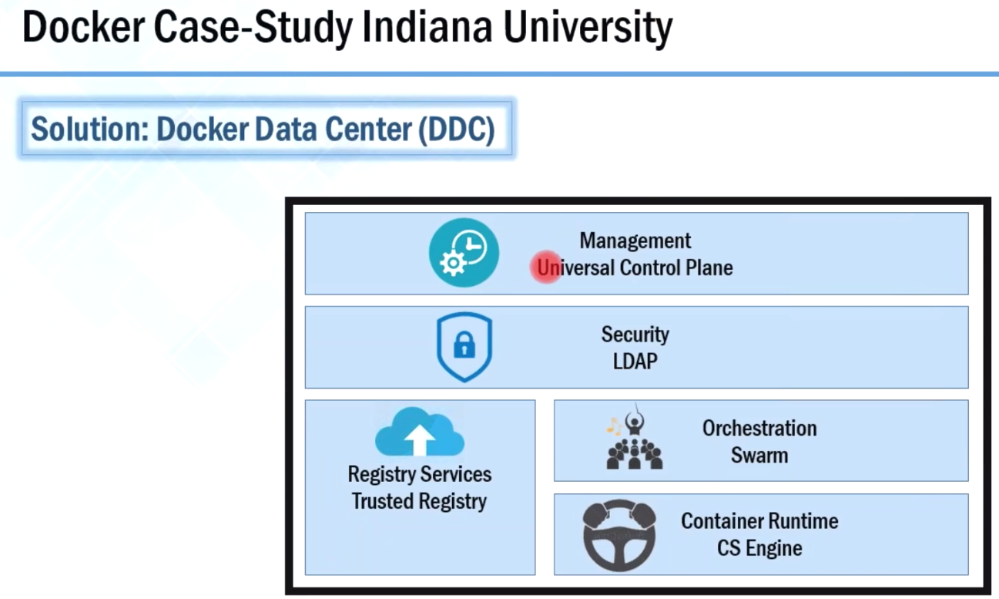 Docker Case-Study Indiana University
Solution: Docker Data Center (DDC)
Management
Universal Control Plane
Security
LDAP
Registry Services
Trusted Registry
Orchestration
Swarm
Container Runtime
CS Engine